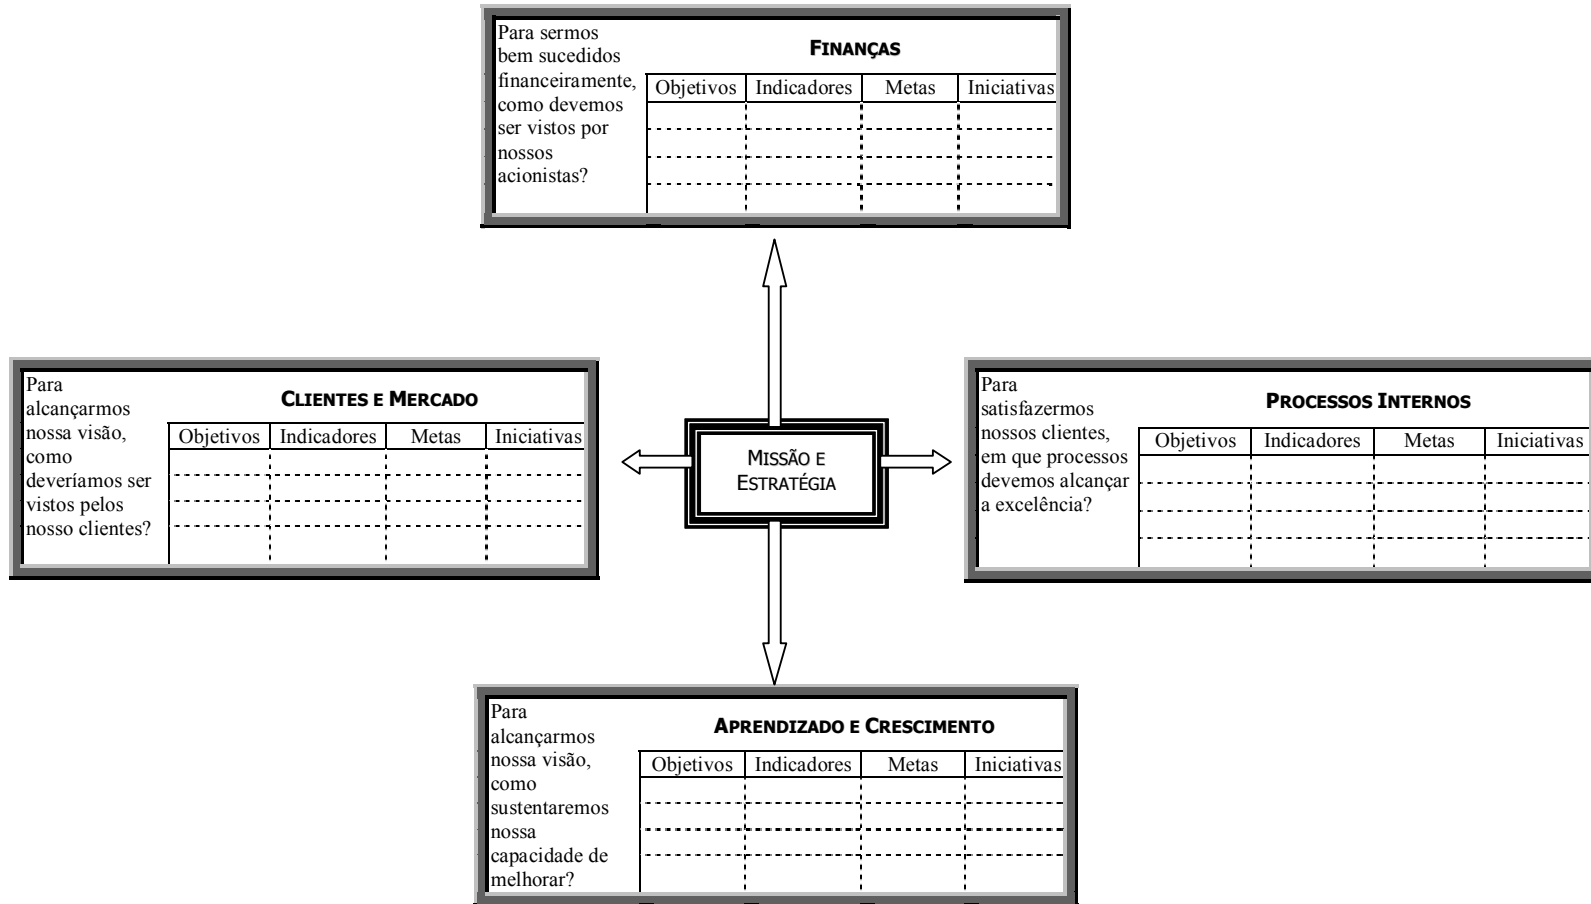 Para sermos
bem sucedidos
financeiramente,
como devemos
ser vistos por
nossos
acionistas?
FINANÇAS
Objetivos Indicadores Metas Iniciativas
Para
alcançarmos
nossa visão,
como
deveríamos ser
vistos pelos
nosso clientes?
CLIENTES E MERCADO
Objetivos Indicadores Metas Iniciativas
MISSÃO E
ESTRATÉGIA
Para
satisfazermos
nossos clientes,
em que processos
devemos alcançar
a excelência?
PROCESSOS INTERNOS
Objetivos Indicadores Metas Iniciativas
Para
alcançarmos
nossa visão,
como
sustentaremos
nossa
capacidade de
melhorar?
APRENDIZADO E CRESCIMENTO
Objetivos Indicadores Metas Iniciativas